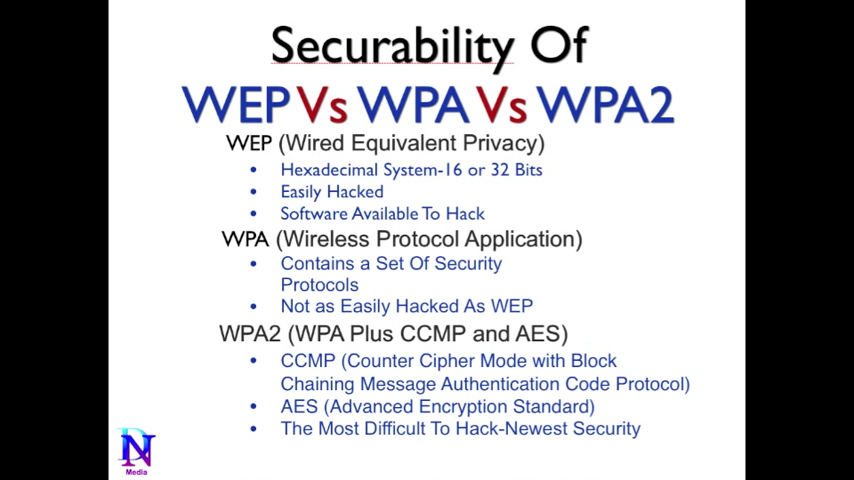 Securability Of
WEP Vs WPA Vs WPA2
WEP (Wired Equivalent Privacy)
• Hexadecimal System-16 or 32 Bits
• Easily Hacked
• Software Available To Hack
WPA (Wireless Protocol Application)
• Contains a Set Of Security
Protocols
• Not as Easily Hacked As WEP
WPA2 (WPA Plus CCMP and AES)
• CCMP (Counter Cipher Mode with Block
Chaining Message Authentication Code Protocol)
• AES (Advanced Encryption Standard)
• The Most Difficult To Hack-Newest Security
DN
Media